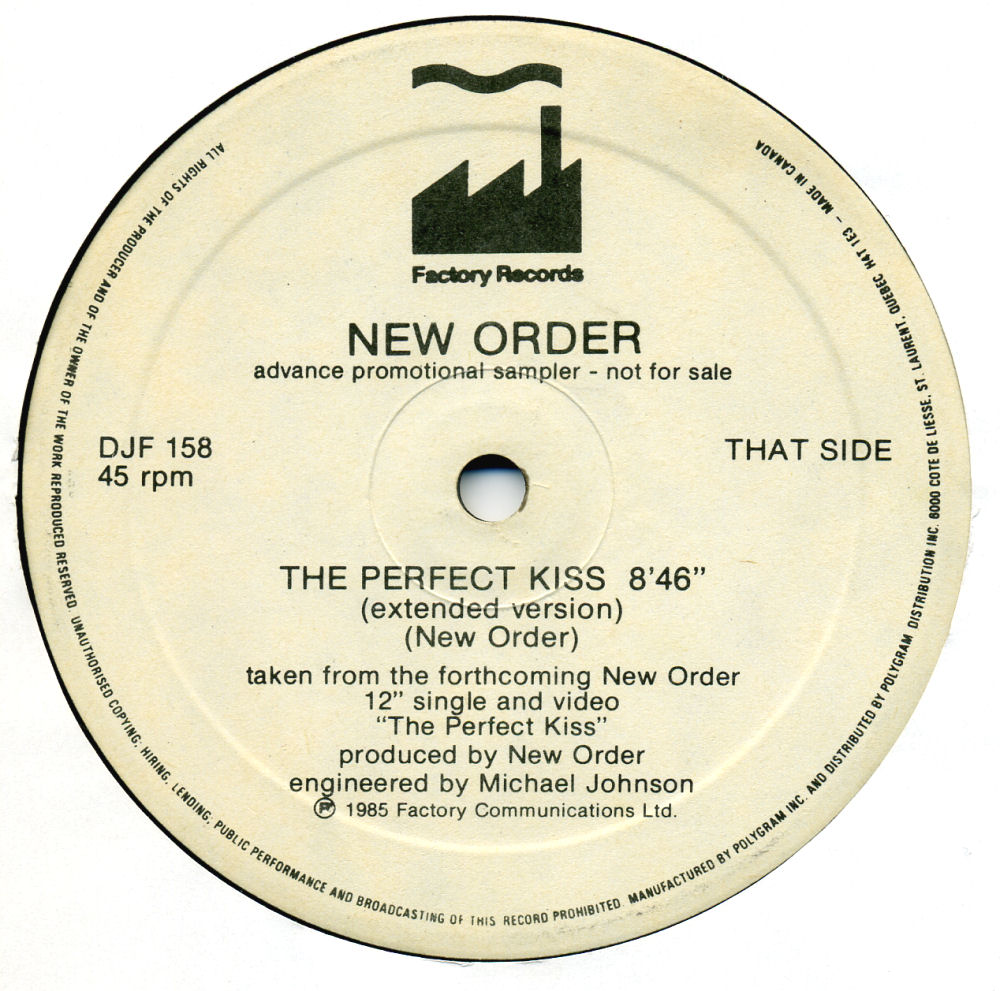 Factory Records
NEW ORDER
advance promotional sampler - not for sale
DJF 158
45 rpm
THAT SIDE
THE PERFECT KISS 8'46"
(extended version)
(New Order)
taken from the forthcoming New Order
12" single and video
"The Perfect Kiss"
produced by New Order
engineered by Michael Johnson
Ⓟ 1985 Factory Communications Ltd.
ALL RIGHTS OF THE PRODUCER AND OF THE OWNER OF THE WORK REPRODUCED RESERVED. UNAUTHORISED COPYING, HIRING, LENDING, PUBLIC PERFORMANCE AND BROADCASTING OF THIS RECORD PROHIBITED. MANUFACTURED BY POLYGRAM INC. AND DISTRIBUTED BY POLYGRAM DISTRIBUTION INC. 6000 COTE DE LIESSE, ST. LAURENT, QUEBEC H4T 1E3 – MADE IN CANADA